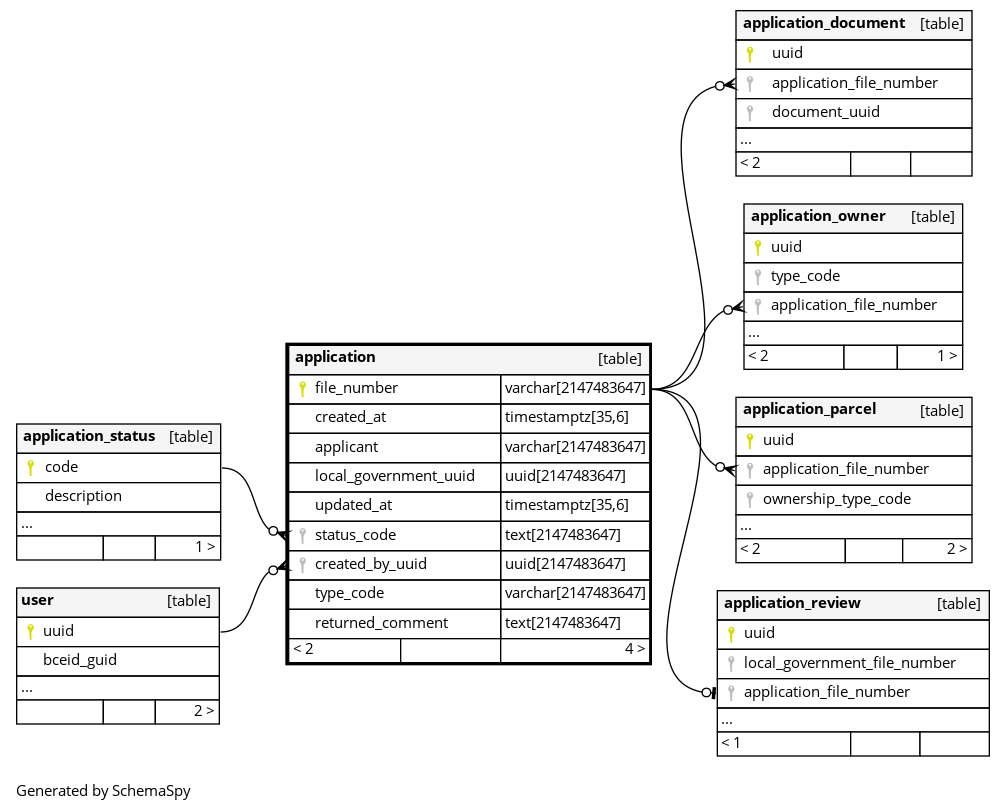 application_document [table]
uuid
application_file_number
document_uuid
...
< 2
application_owner [table]
uuid
type_code
application_file_number
...
< 2 1 >
application [table]
file_number varchar[2147483647]
created_at timestamptz[35,6]
applicant varchar[2147483647]
local_government_uuid uuid[2147483647]
updated_at timestamptz[35,6]
status_code text[2147483647]
created_by_uuid uuid[2147483647]
type_code varchar[2147483647]
returned_comment text[2147483647]
< 2 4 >
application_parcel [table]
uuid
application_file_number
ownership_type_code
...
< 2 2 >
application_status [table]
code
description
...
1 >
user [table]
uuid
bceid_guid
...
2 >
application_review [table]
uuid
local_government_file_number
application_file_number
...
< 1
Generated by SchemaSpy